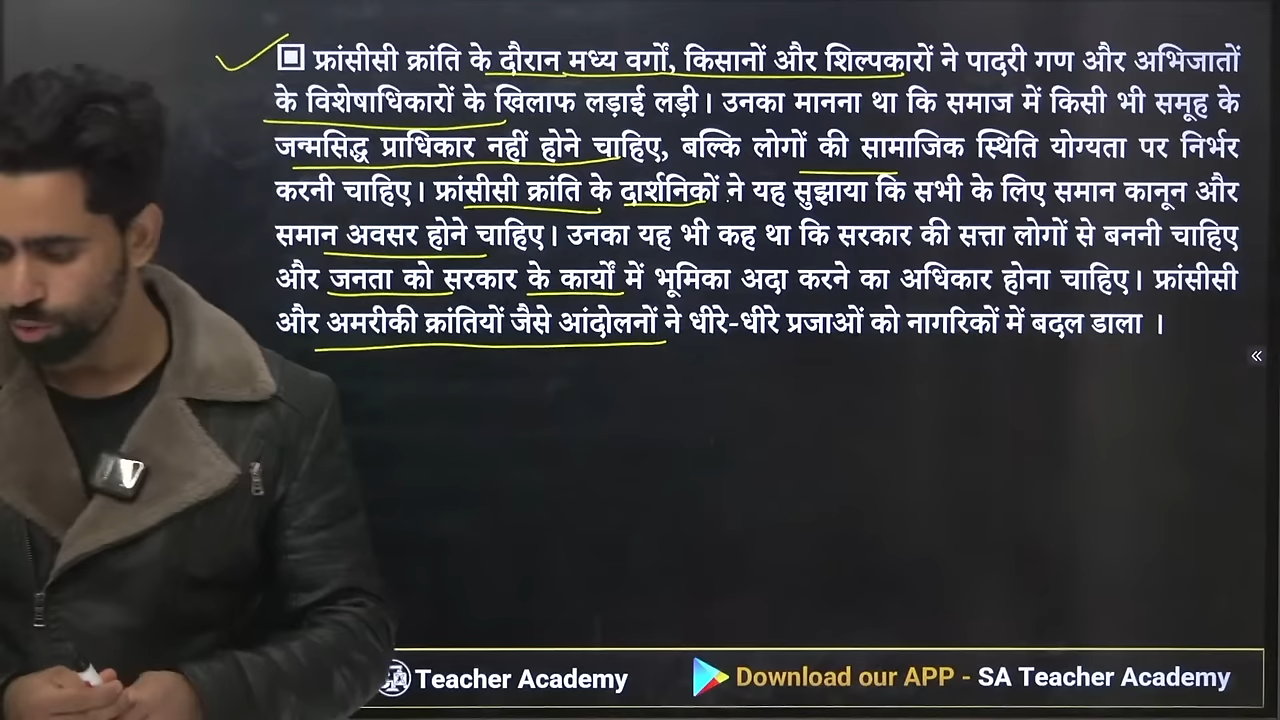 फ्रांसीसी क्रांति के दौरान मध्य वर्गों, किसानों और शिल्पकारों ने पादरी गण और अभिजातों
के विशेषाधिकारों के खिलाफ लड़ाई लड़ी। उनका मानना था कि समाज में किसी भी समूह के
जन्मसिद्ध प्राधिकार नहीं होने चाहिए, बल्कि लोगों की सामाजिक स्थिति योग्यता पर निर्भर
करनी चाहिए। फ्रांसीसी क्रांति के दार्शनिकों ने यह सुझाया कि सभी के लिए समान कानून और
समान अवसर होने चाहिए। उनका यह भी कह था कि सरकार की सत्ता लोगों से बननी चाहिए
और जनता को सरकार के कार्यों में भूमिका अदा करने का अधिकार होना चाहिए। फ्रांसीसी
और अमरीकी क्रांतियों जैसे आंदोलनों ने धीरे-धीरे प्रजाओं को नागरिकों में बदल डाला ।
Teacher Academy
Download our APP - SA Teacher Academy